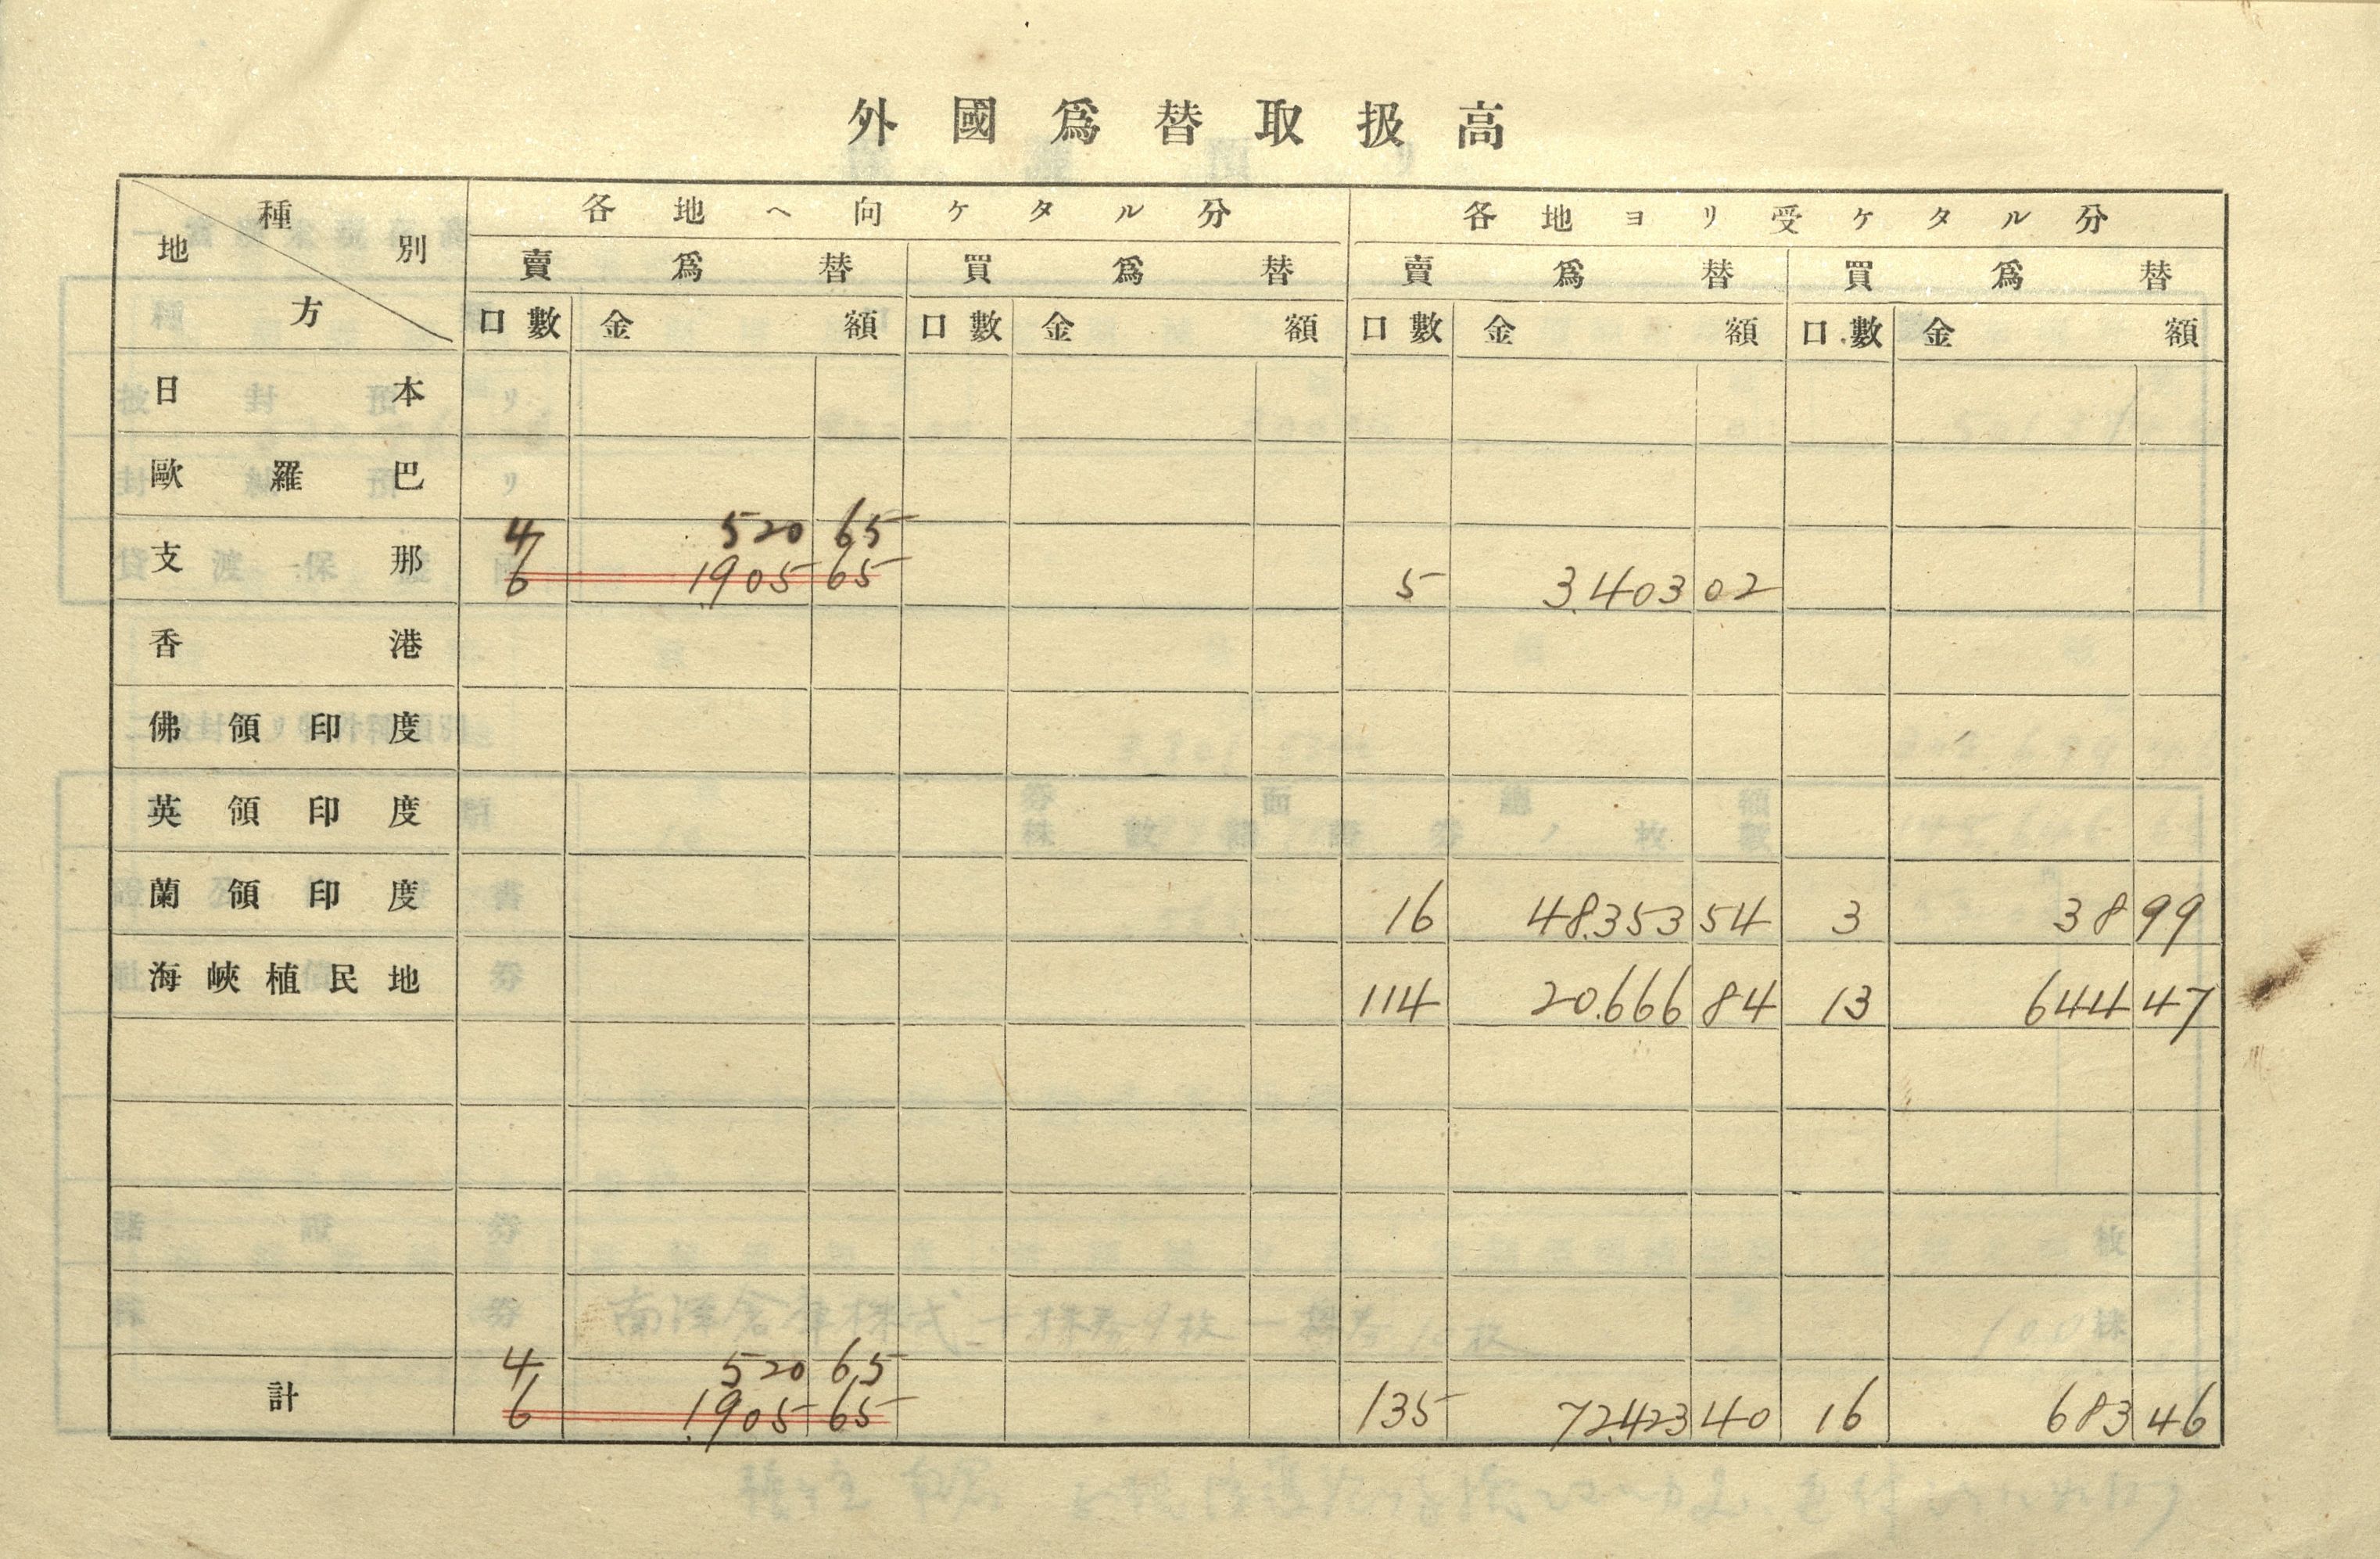 外國爲替取扱高
種別 地方 各地ヘ向ケタル分 各地ヨリ受ケタル分
賣爲替 買爲替 賣爲替 買爲替
口數 金額 口數 金額 口數 金額 口數 金額
日本
歐羅巴
4 520 65
支那 6 1,905 65 5 3,403 02
香港
佛領印度
英領印度
蘭領印度 16 48,353 54 3 38 99
海峽植民地 114 20,666 84 13 644 47
4 520 65
計 6 1,905 65 135 72,423 40 16 683 46